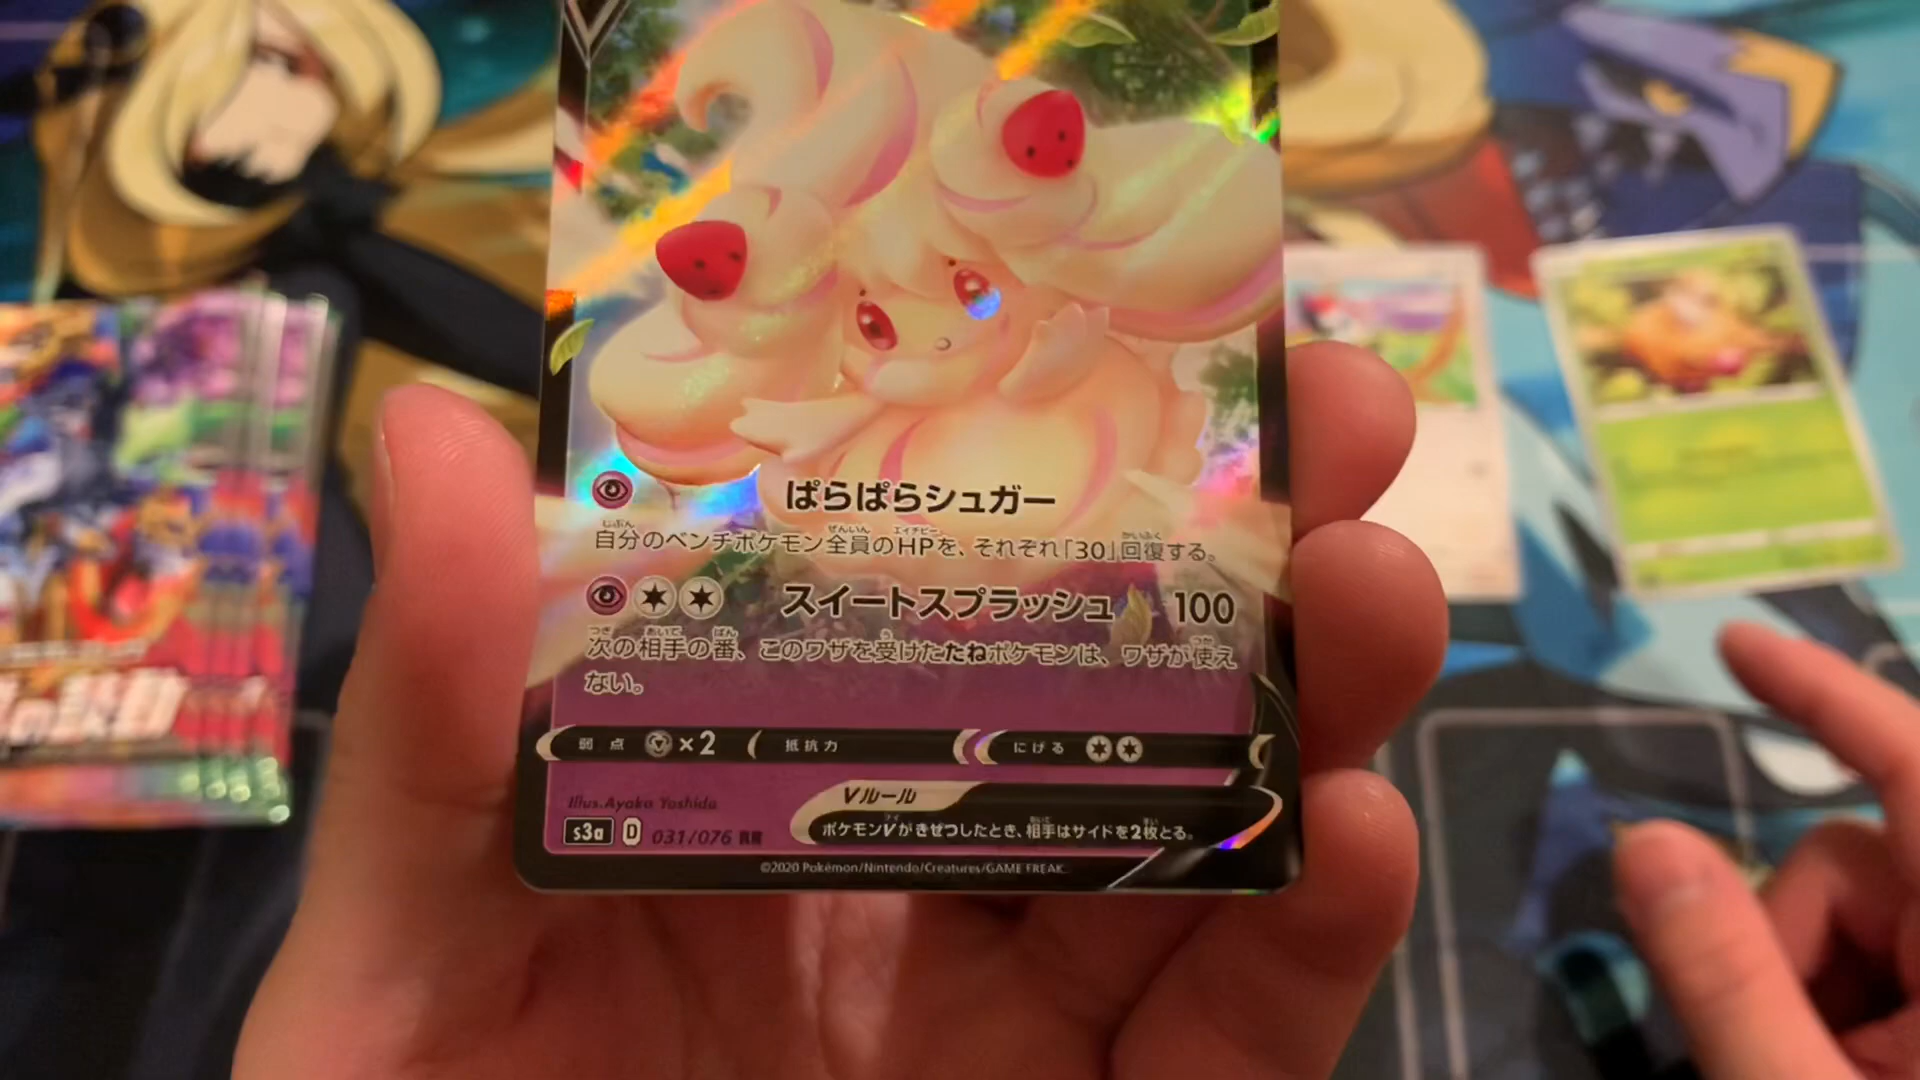 ぱらぱらシュガー
自分のベンチポケモン全員のHPを、それぞれ「30」回復する。
スイートスプラッシュ 100
次の相手の番、このワザを受けたたねポケモンは、ワザが使え
ない。
弱点 ×2 抵抗力 にげる
Illus.Ayaka Yoshida
Vルール
ポケモンVがきぜつしたとき、相手はサイドを2枚とる。
s3a D 031/076 RR
©2020 Pokémon/Nintendo/Creatures/GAME FREAK.